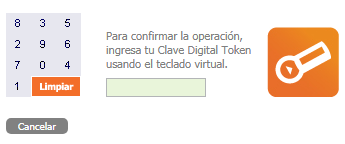 8 3 5
2 9 6
7 0 4
1 Limpiar
Para confirmar la operación,
ingresa tu Clave Digital Token
usando el teclado virtual.
Cancelar